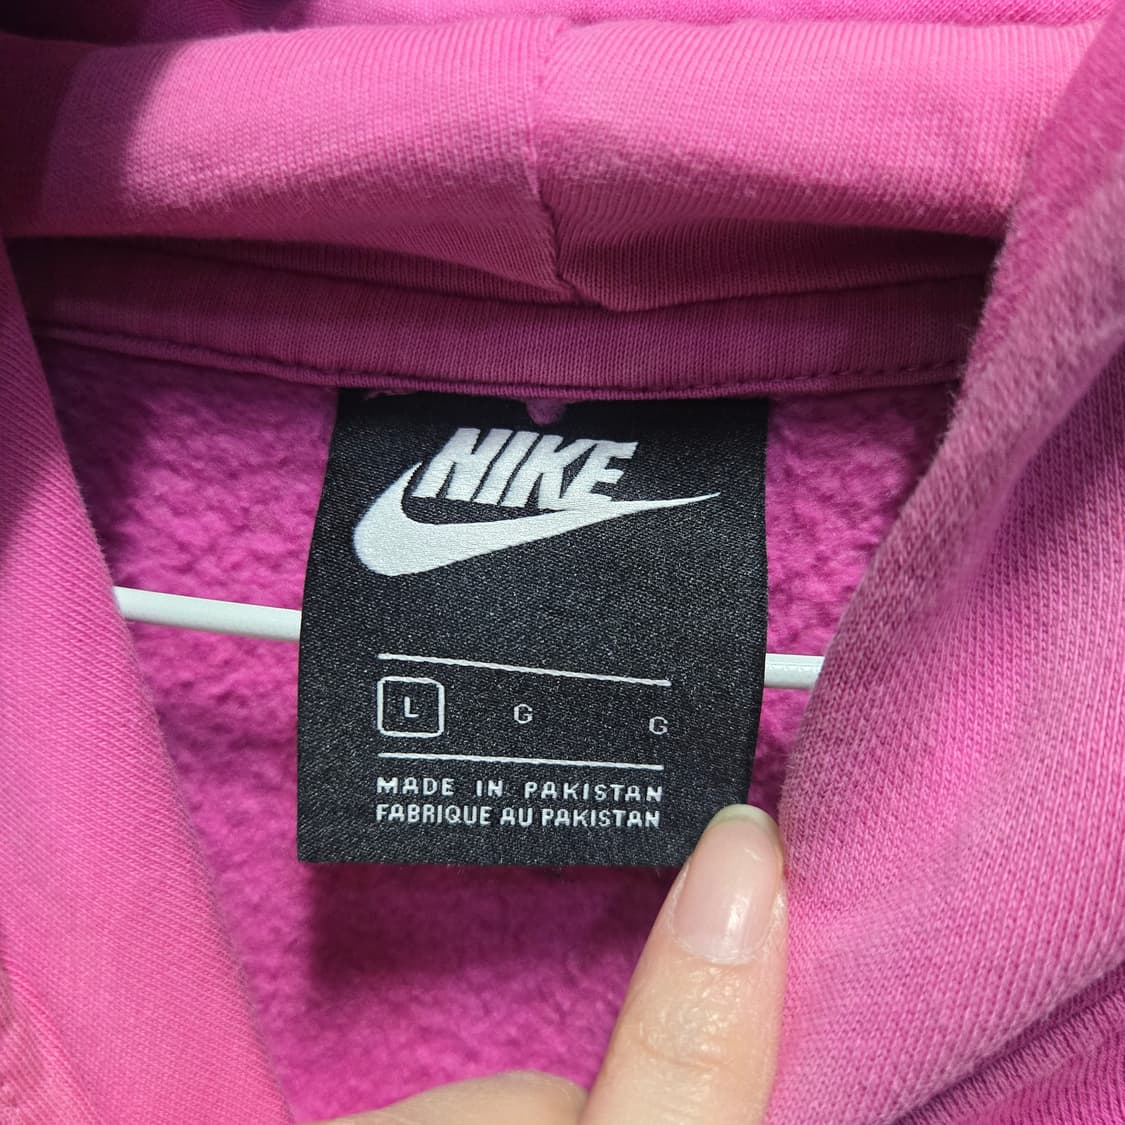 NIKE
L G G
MADE IN PAKISTAN
FABRIQUE AU PAKISTAN